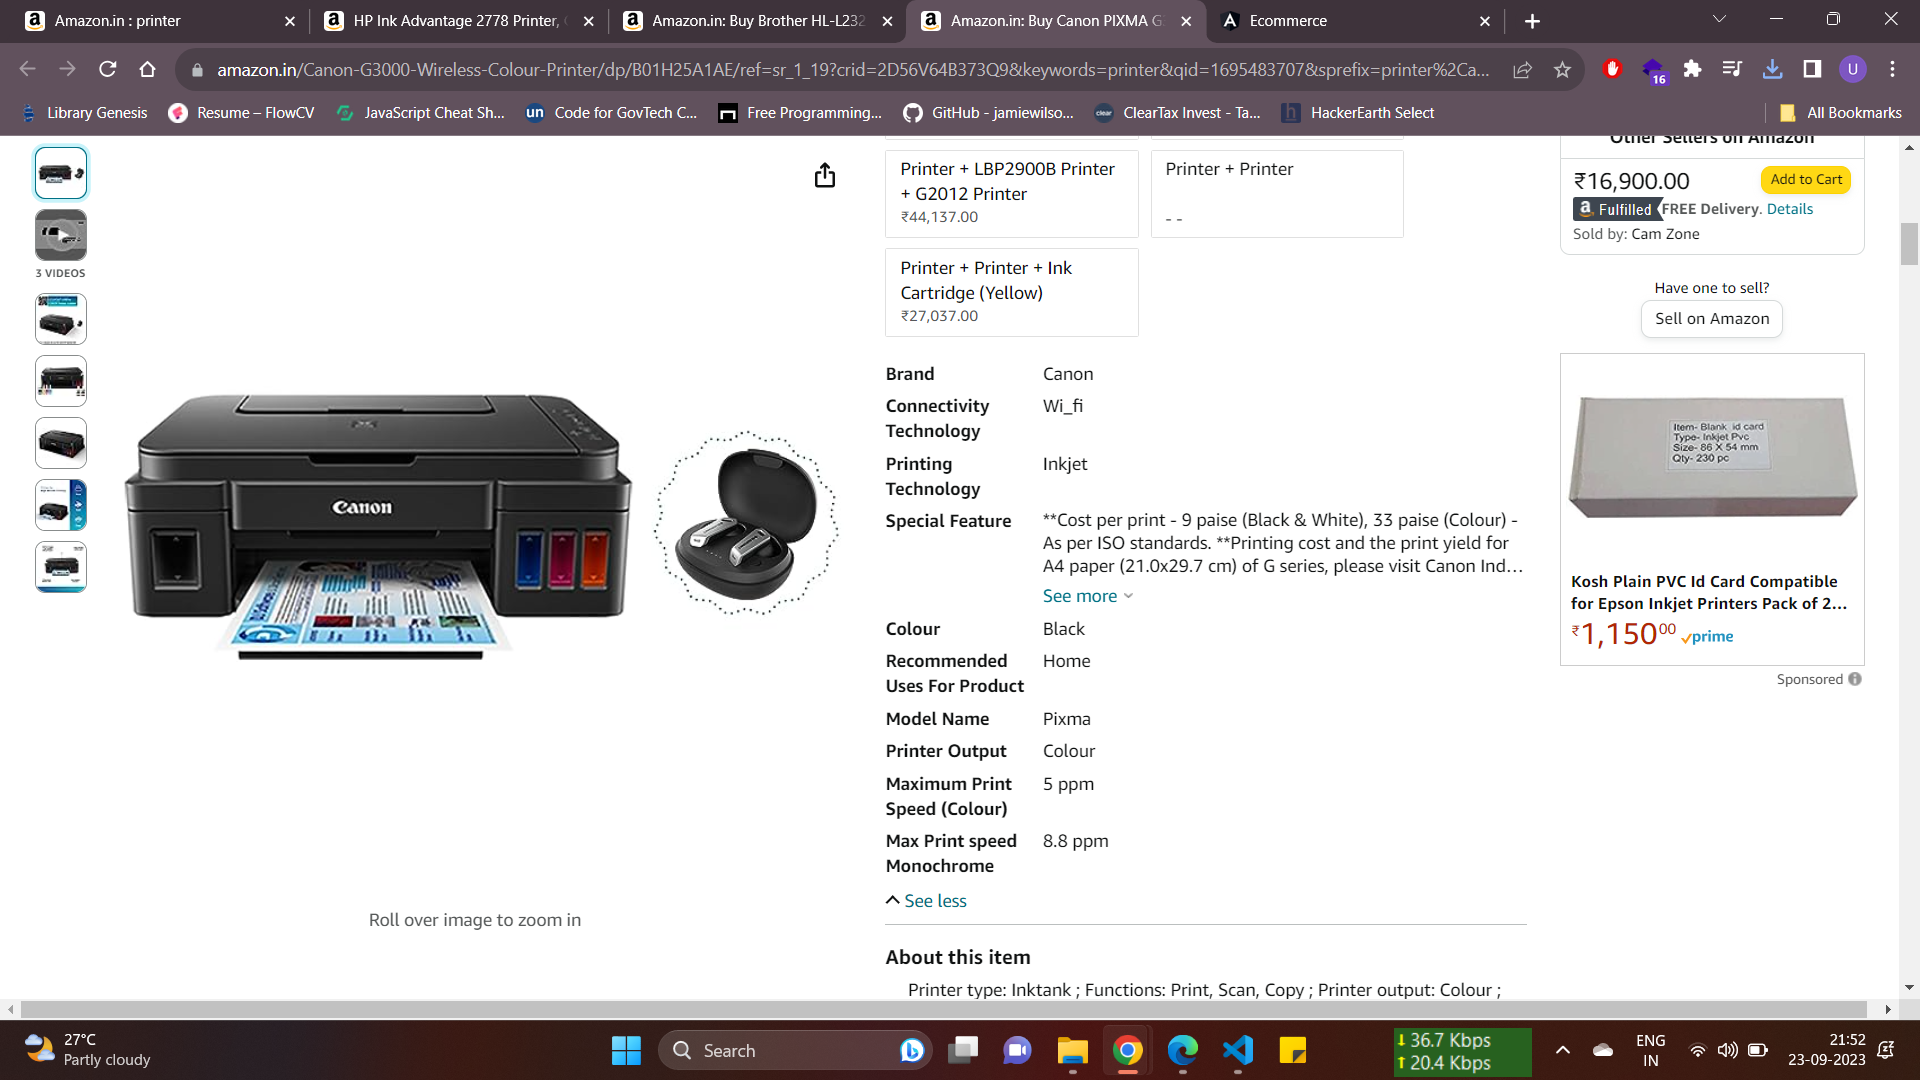 Amazon.in : printer
HP Ink Advantage 2778 Printer,
Amazon.in: Buy Brother HL-L232
Amazon.in: Buy Canon PIXMA G
Ecommerce
amazon.in/Canon-G3000-Wireless-Colour-Printer/dp/B01H25A1AE/ref=sr_1_19?crid=2D56V64B373Q9&keywords=printer&qid=1695483707&sprefix=printer%2Ca...
16
U
Library Genesis
Resume – FlowCV
JavaScript Cheat Sh...
un
Code for GovTech C...
Free Programming...
GitHub - jamiewilso...
clear
ClearTax Invest - Ta...
h
HackerEarth Select
All Bookmarks
3 VIDEOS
Canon
Roll over image to zoom in
Printer + LBP2900B Printer
+ G2012 Printer
₹44,137.00
Printer + Printer
- -
Printer + Printer + Ink
Cartridge (Yellow)
₹27,037.00
Brand Canon
Connectivity Wi_fi
Technology
Printing Inkjet
Technology
Special Feature **Cost per print - 9 paise (Black & White), 33 paise (Colour) -
As per ISO standards. **Printing cost and the print yield for
A4 paper (21.0x29.7 cm) of G series, please visit Canon Ind...
See more
Colour Black
Recommended Home
Uses For Product
Model Name Pixma
Printer Output Colour
Maximum Print 5 ppm
Speed (Colour)
Max Print speed 8.8 ppm
Monochrome
See less
About this item
Printer type: Inktank ; Functions: Print, Scan, Copy ; Printer output: Colour ;
Other Sellers on Amazon
₹16,900.00
Add to Cart
a Fulfilled FREE Delivery. Details
Sold by: Cam Zone
Have one to sell?
Sell on Amazon
Item- Blank id card
Type- Inkjet Pvc
Size- 86 X 54 mm
Qty- 230 pc
Kosh Plain PVC Id Card Compatible
for Epson Inkjet Printers Pack of 2...
₹1,150.00 prime
Sponsored
27°C
Partly cloudy
Search
36.7 Kbps
20.4 Kbps
ENG
IN
21:52
23-09-2023